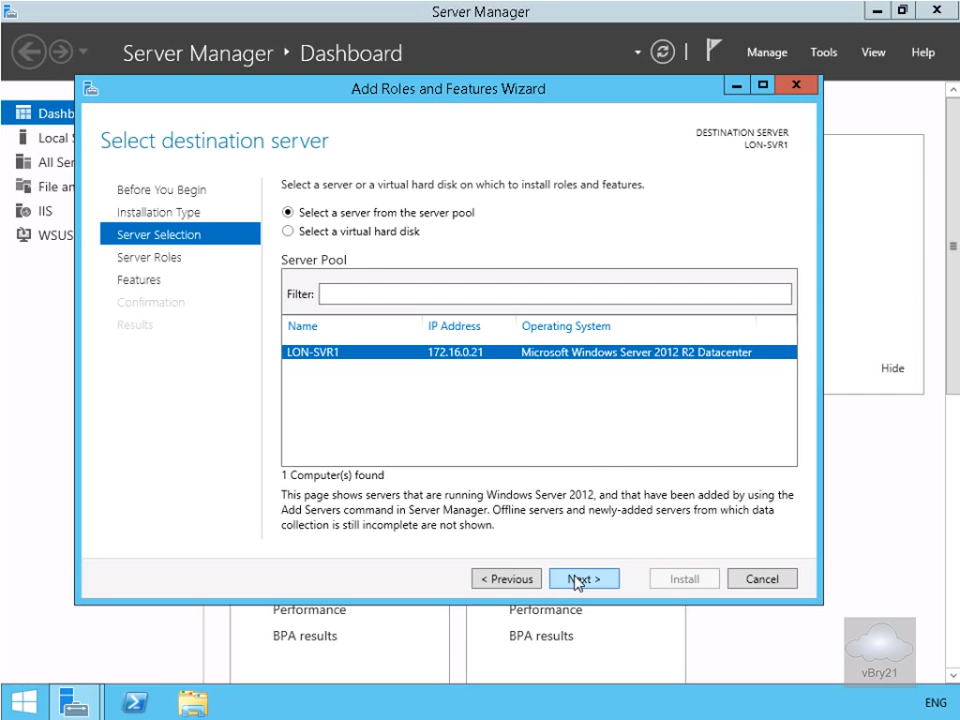 Server Manager
Server Manager ‣ Dashboard
Manage
Tools
View
Help
Add Roles and Features Wizard
Dashb
Local S
All Ser
File an
IIS
WSUS
Select destination server
DESTINATION SERVER
LON-SVR1
Before You Begin
Installation Type
Server Selection
Server Roles
Features
Confirmation
Results
Select a server or a virtual hard disk on which to install roles and features.
Select a server from the server pool
Select a virtual hard disk
Server Pool
Filter:
Name IP Address Operating System
LON-SVR1 172.16.0.21 Microsoft Windows Server 2012 R2 Datacenter
1 Computer(s) found
This page shows servers that are running Windows Server 2012, and that have been added by using the
Add Servers command in Server Manager. Offline servers and newly-added servers from which data
collection is still incomplete are not shown.
< Previous
Next >
Install
Cancel
Hide
Performance
BPA results
Performance
BPA results
vBry21
ENG